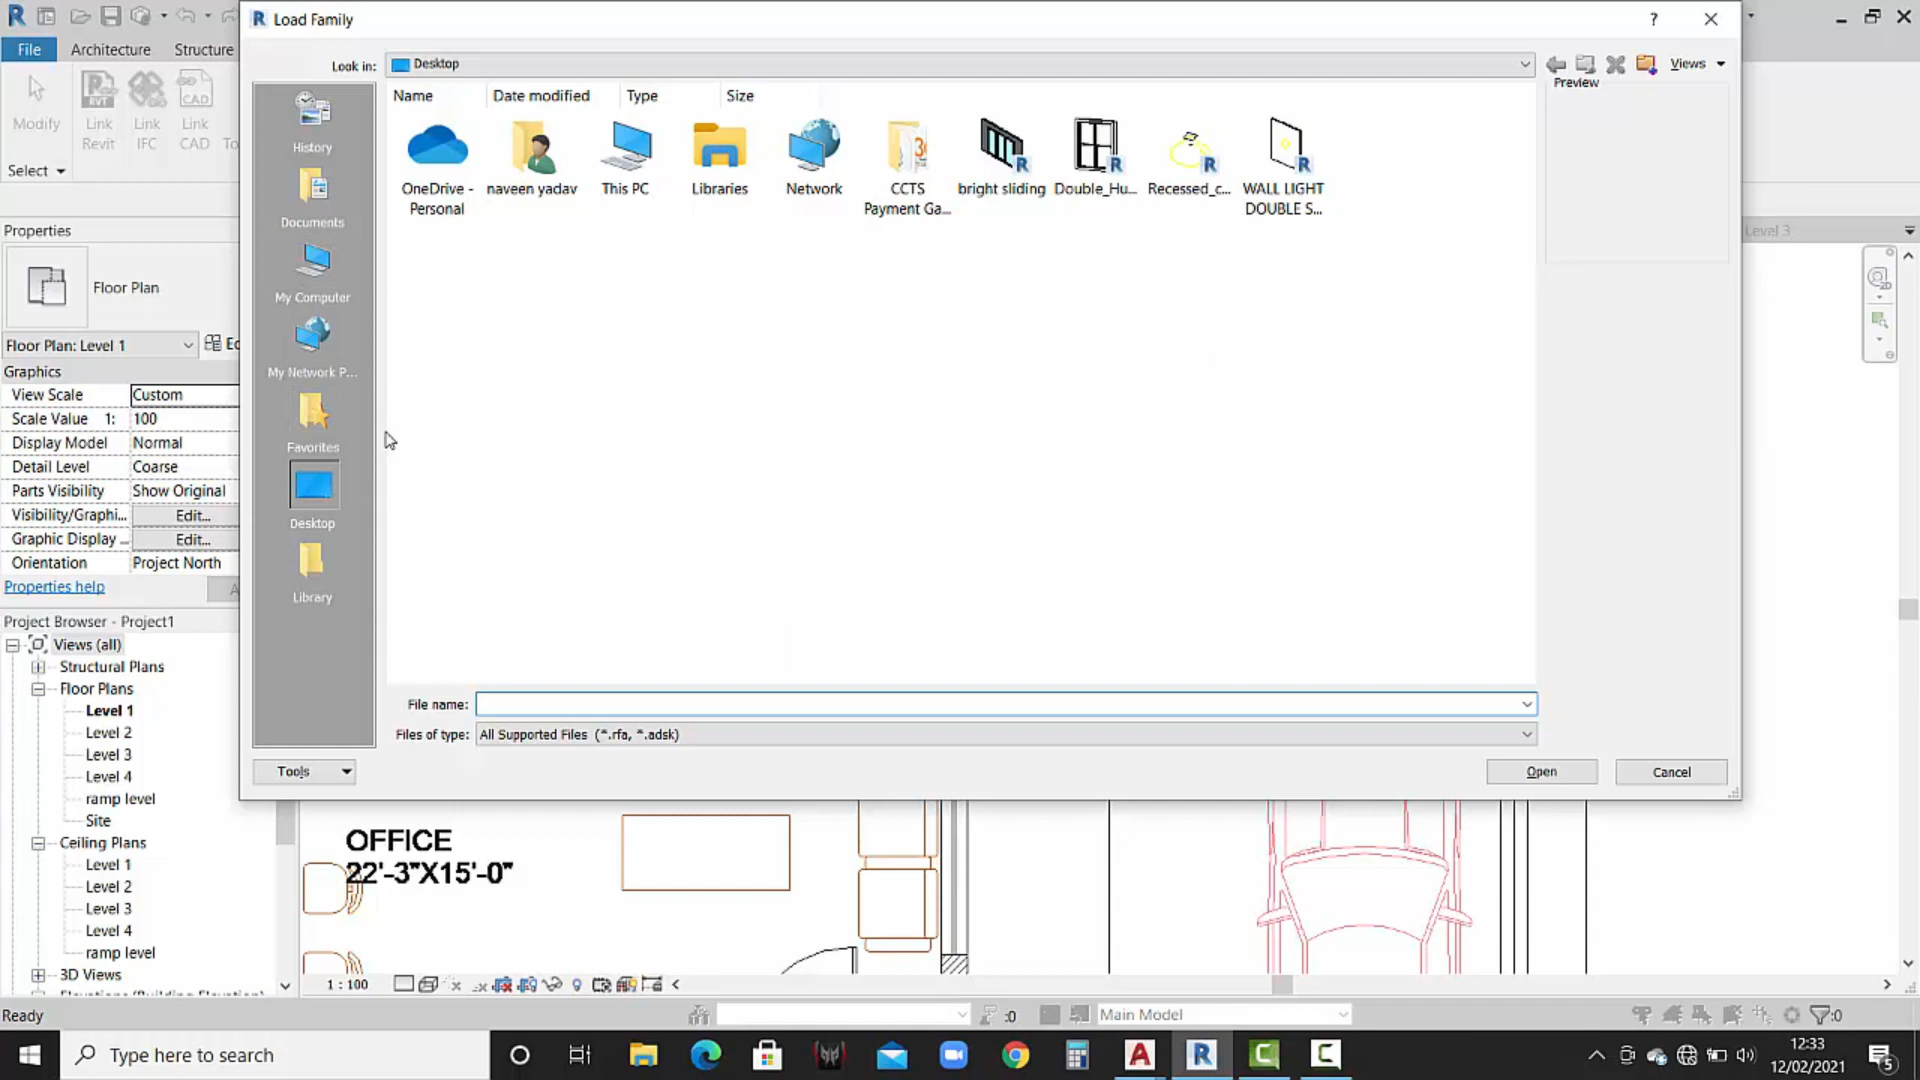 Load Family
?
File
Architecture
Structure
Look in:
Desktop
Views
Preview
Name
Date modified
Type
Size
Modify
Link
Revit
Link
IFC
Link
CAD
Select
History
Documents
My Computer
My Network P...
Favorites
Desktop
Library
OneDrive -
Personal
naveen yadav
This PC
Libraries
Network
CCTS
Payment Ga...
bright sliding
Double_Hu...
Recessed_c...
WALL LIGHT
DOUBLE S...
Level 3
Properties
Floor Plan
Floor Plan: Level 1
Graphics
View Scale
Custom
Scale Value 1:
100
Display Model
Normal
Detail Level
Coarse
Parts Visibility
Show Original
Visibility/Graphi...
Edit...
Graphic Display ...
Edit...
Orientation
Project North
Properties help
Project Browser - Project1
Views (all)
Structural Plans
Floor Plans
Level 1
Level 2
Level 3
Level 4
ramp level
Site
Ceiling Plans
Level 1
Level 2
Level 3
Level 4
ramp level
3D Views
File name:
Files of type:
All Supported Files (*.rfa, *.adsk)
Tools
Open
Cancel
OFFICE
22'-3"X15'-0"
1 : 100
Ready
:0
Main Model
:0
Type here to search
12:33
12/02/2021
5